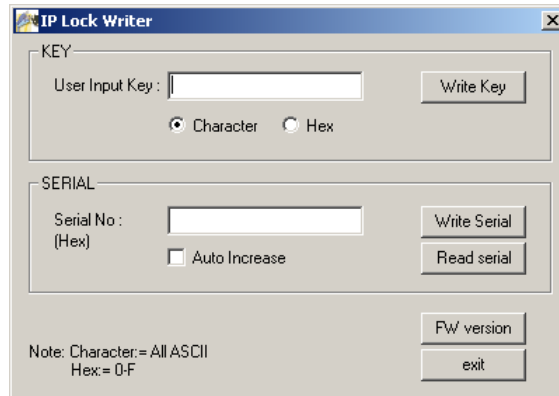 IP Lock Writer
KEY
User Input Key :
Write Key
Character
Hex
SERIAL
Serial No :
(Hex)
Write Serial
Auto Increase
Read serial
FW version
Note: Character:= All ASCII
Hex:= 0-F
exit